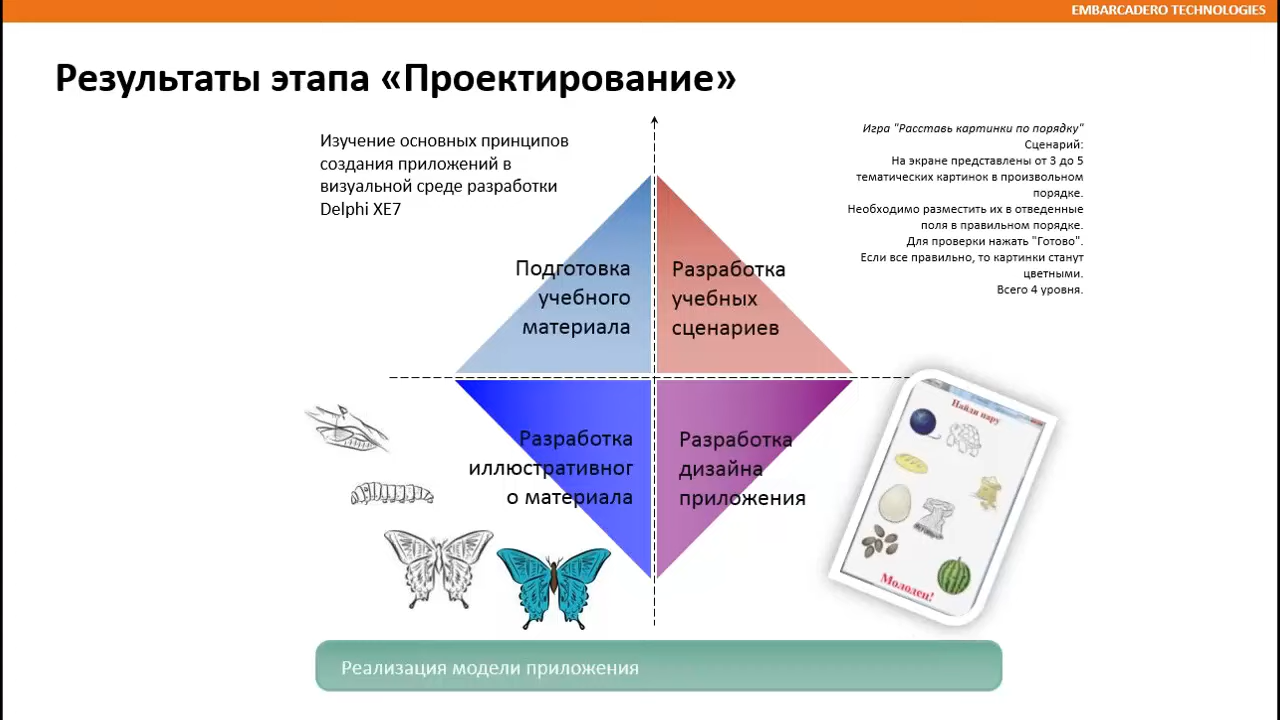 EMBARCADERO TECHNOLOGIES
Результаты этапа «Проектирование»
Изучение основных принципов
создания приложений в
визуальной среде разработки
Delphi XE7
Игра "Расставь картинки по порядку"
Сценарий:
На экране представлены от 3 до 5
тематических картинок в произвольном
порядке.
Необходимо разместить их в отведенные
поля в правильном порядке.
Для проверки нажать "Готово".
Если все правильно, то картинки станут
цветными.
Всего 4 уровня.
Подготовка
учебного
материала
Разработка
учебных
сценариев
Разработка
иллюстративног
о материала
Разработка
дизайна
приложения
Найди пару
Молодец!
Реализация модели приложения